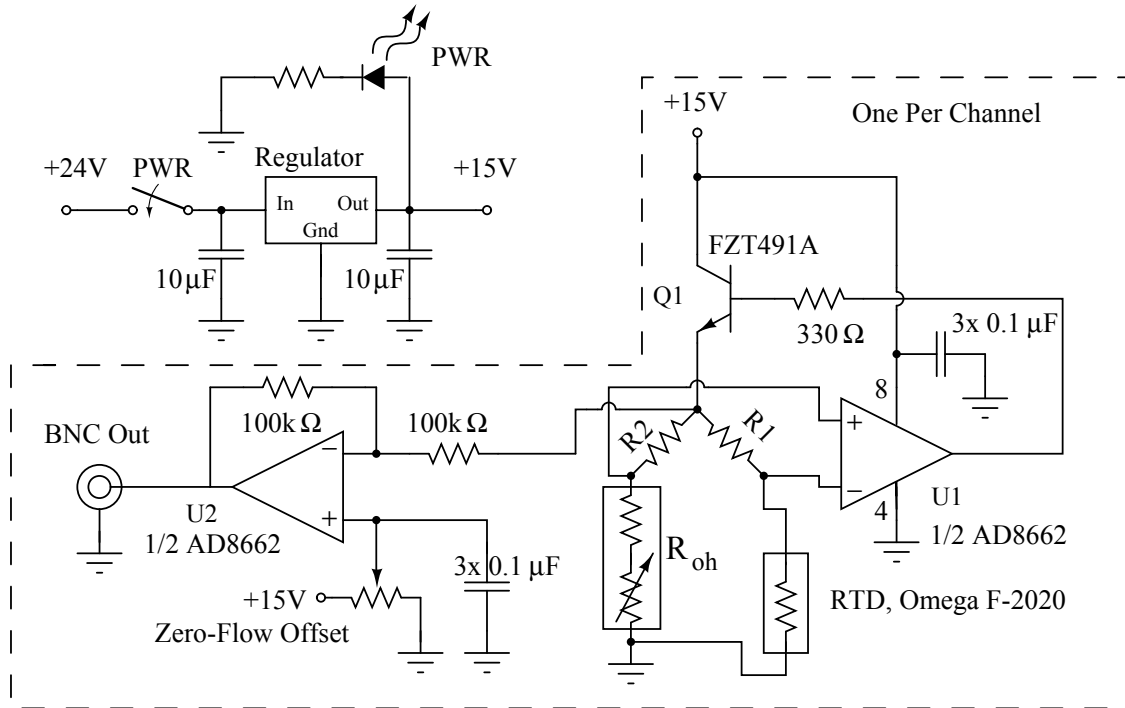 PWR
+15V
One Per Channel
+24V
PWR
Regulator
+15V
In
Out
Gnd
FZT491A
10µF
10µF
Q1
330 Ω
3x 0.1 µF
8
100k Ω
100k Ω
R2
R1
BNC Out
+
−
−
+
U2
1/2 AD8662
4
U1
1/2 AD8662
Roh
3x 0.1 µF
RTD, Omega F-2020
+15V
Zero-Flow Offset